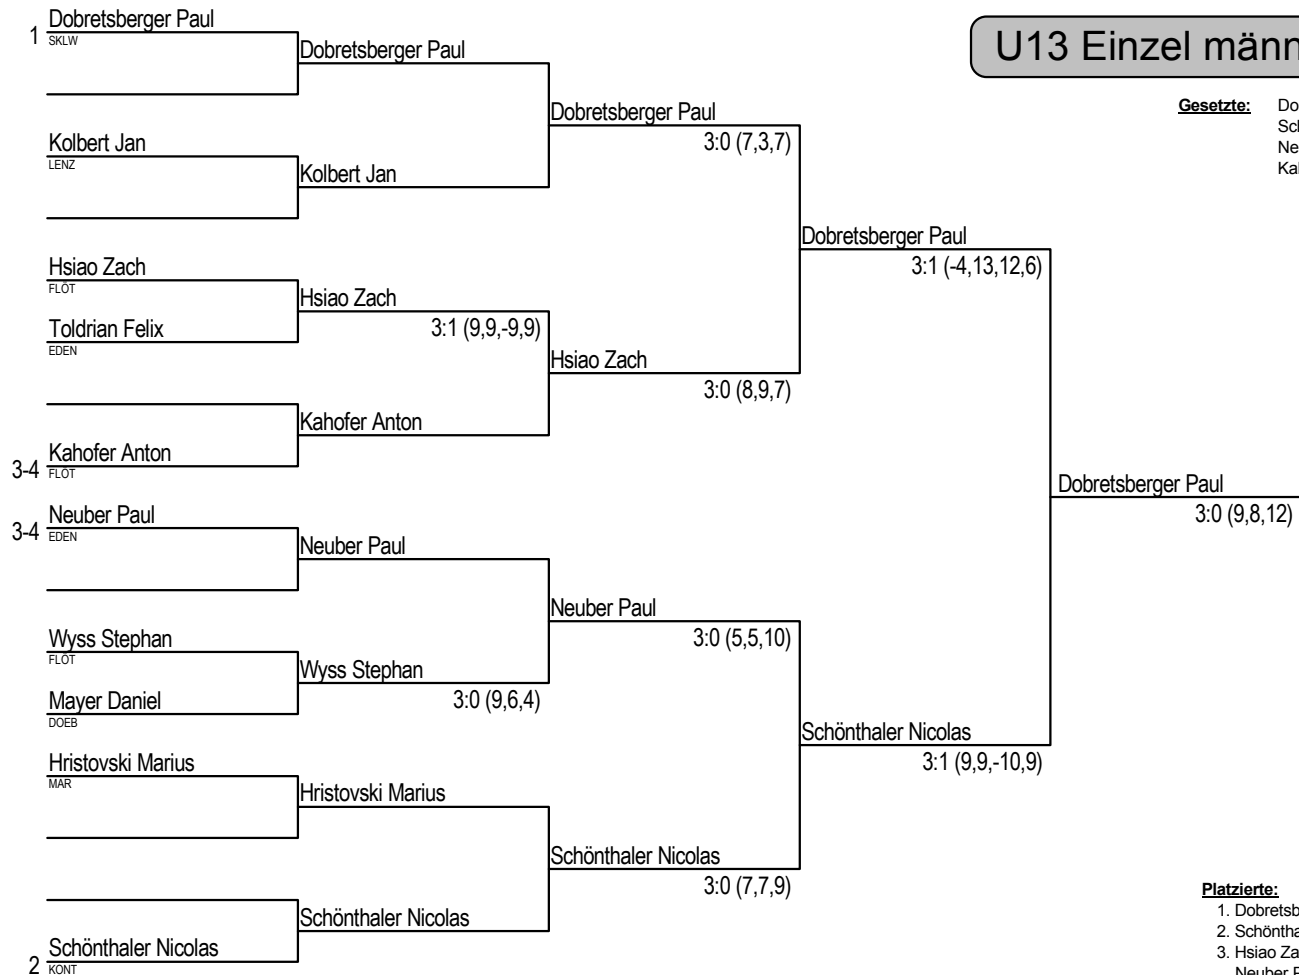 U13 Einzel männ
Gesetzte: Do
Scl
Ne
Kal
1 Dobretsberger Paul
SKLW
Kolbert Jan
LENZ
Hsiao Zach
FLÖT
Toldrian Felix
EDEN
3-4 Kahofer Anton
FLÖT
3-4 Neuber Paul
EDEN
Wyss Stephan
FLÖT
Mayer Daniel
DOEB
Hristovski Marius
MAR
2 Schönthaler Nicolas
KONT
Dobretsberger Paul
Kolbert Jan
Hsiao Zach
3:1 (9,9,-9,9)
Kahofer Anton
Neuber Paul
Wyss Stephan
3:0 (9,6,4)
Hristovski Marius
Schönthaler Nicolas
Dobretsberger Paul
3:0 (7,3,7)
Hsiao Zach
3:0 (8,9,7)
Neuber Paul
3:0 (5,5,10)
Schönthaler Nicolas
3:0 (7,7,9)
Dobretsberger Paul
3:1 (-4,13,12,6)
Schönthaler Nicolas
3:1 (9,9,-10,9)
Dobretsberger Paul
3:0 (9,8,12)
Platzierte:
1. Dobretsb
2. Schöntha
3. Hsiao Za
Neuber P